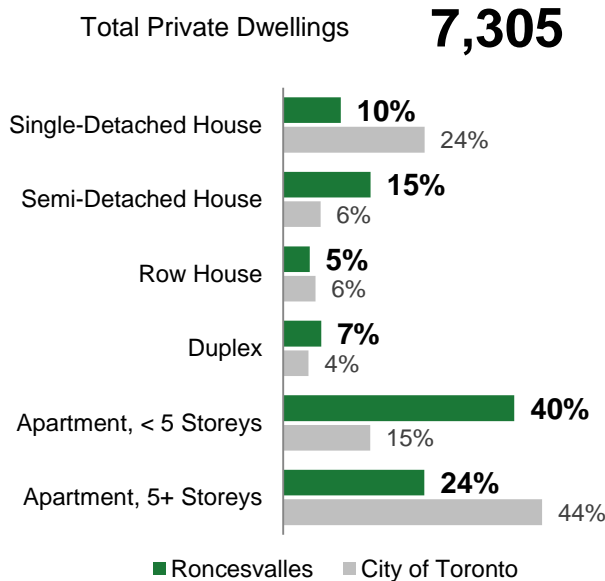 Total Private Dwellings 7,305
Single-Detached House 10%
24%
Semi-Detached House 15%
6%
Row House 5%
6%
Duplex 7%
4%
Apartment, < 5 Storeys 40%
15%
Apartment, 5+ Storeys 24%
44%
Roncesvalles City of Toronto